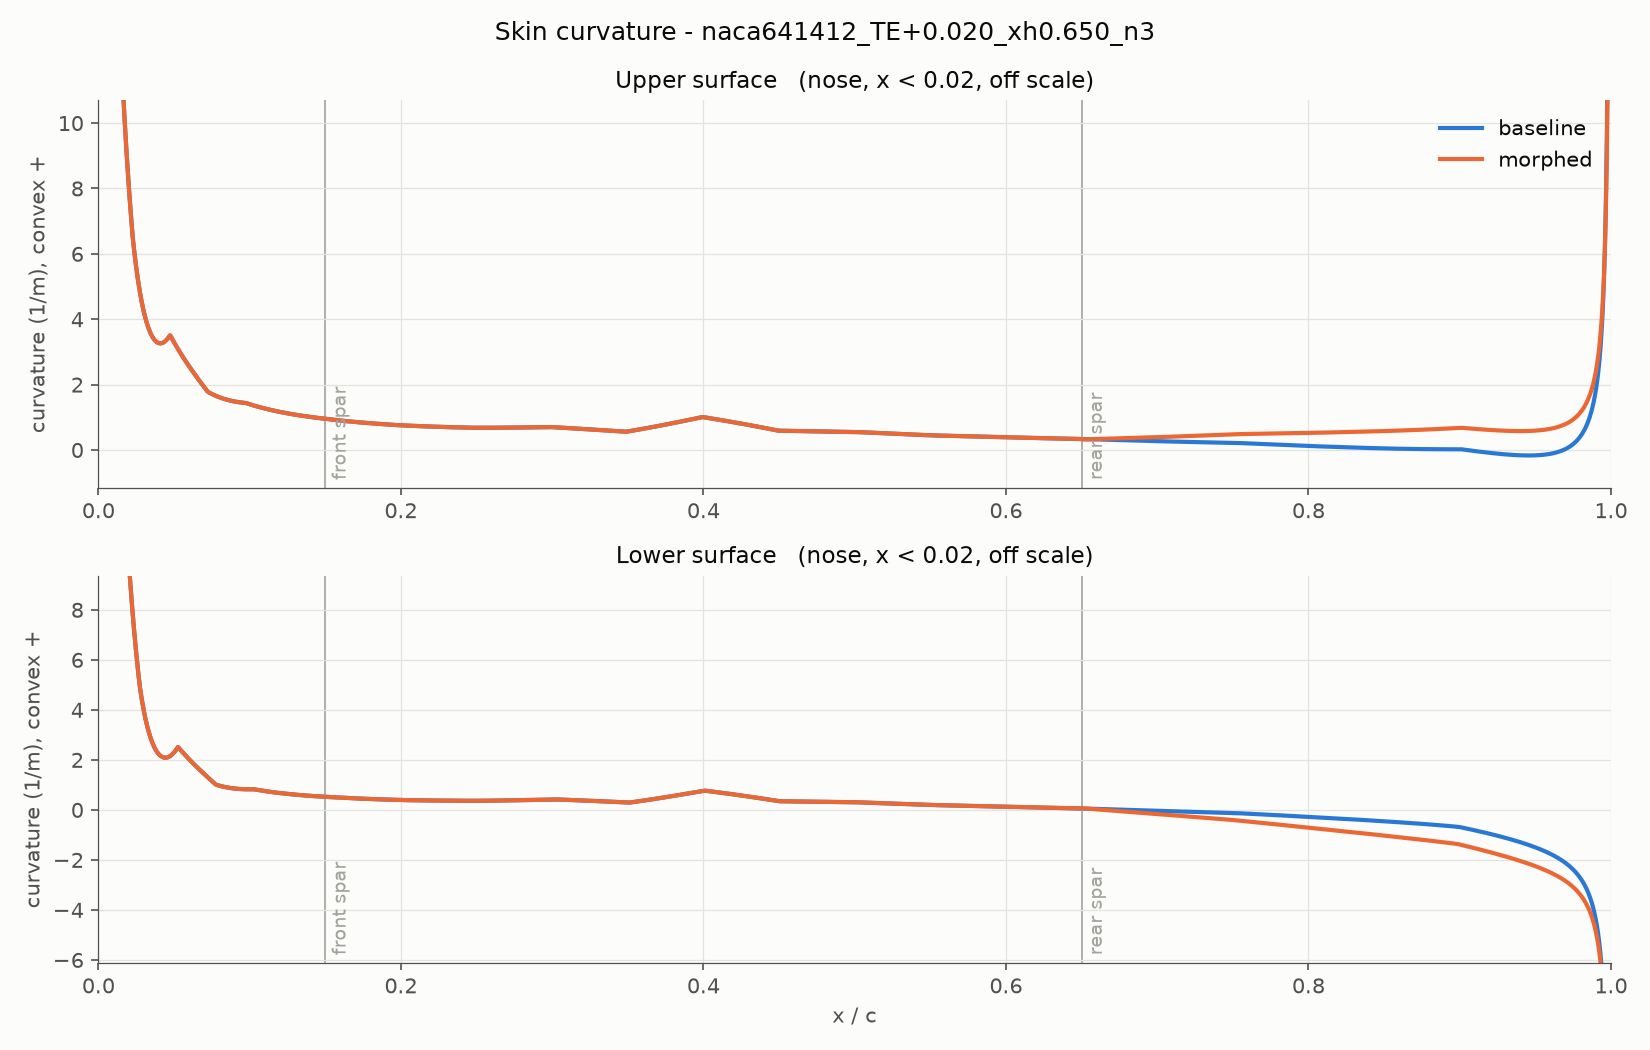 Skin curvature - naca641412_TE+0.020_xh0.650_n3
Upper surface   (nose, x < 0.02, off scale)
curvature (1/m), convex +
10
8
6
4
2
0
baseline
morphed
front spar
rear spar
0.0 0.2 0.4 0.6 0.8 1.0
Lower surface   (nose, x < 0.02, off scale)
curvature (1/m), convex +
8
6
4
2
0
−2
−4
−6
front spar
rear spar
0.0 0.2 0.4 0.6 0.8 1.0
x / c